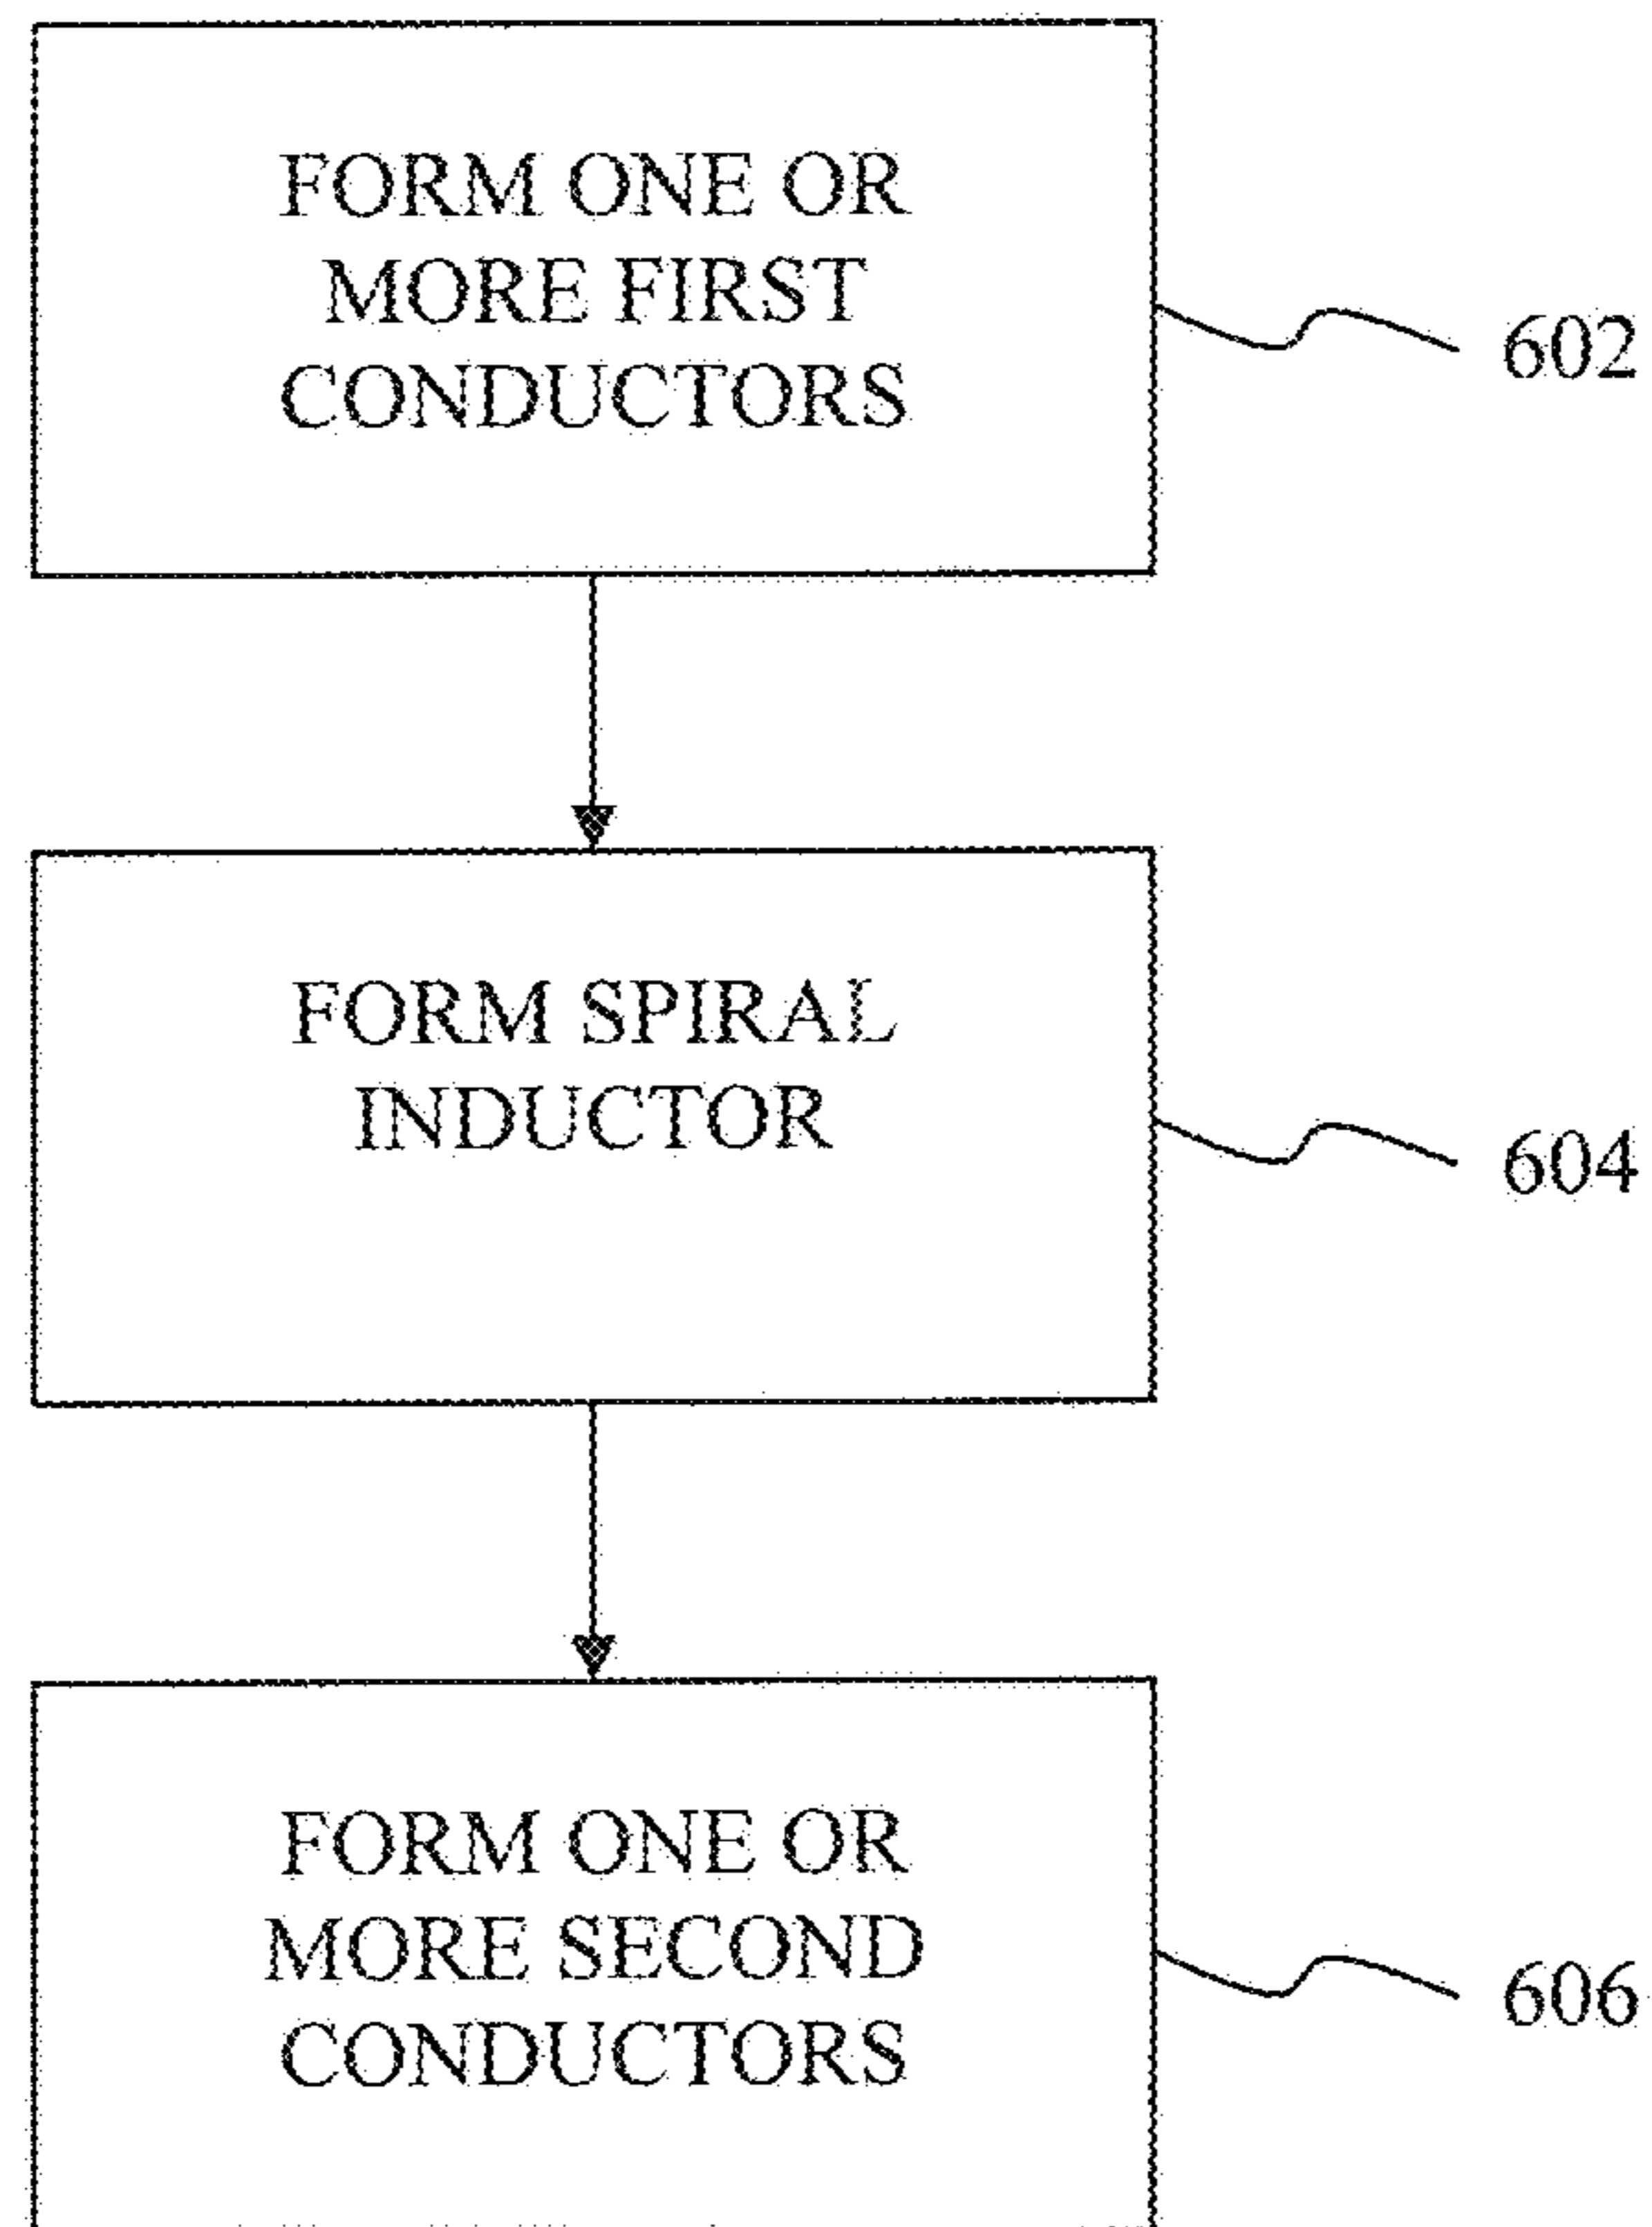 FORM ONE OR
MORE FIRST
CONDUCTORS
602
FORM SPIRAL
INDUCTOR
604
FORM ONE OR
MORE SECOND
CONDUCTORS
606